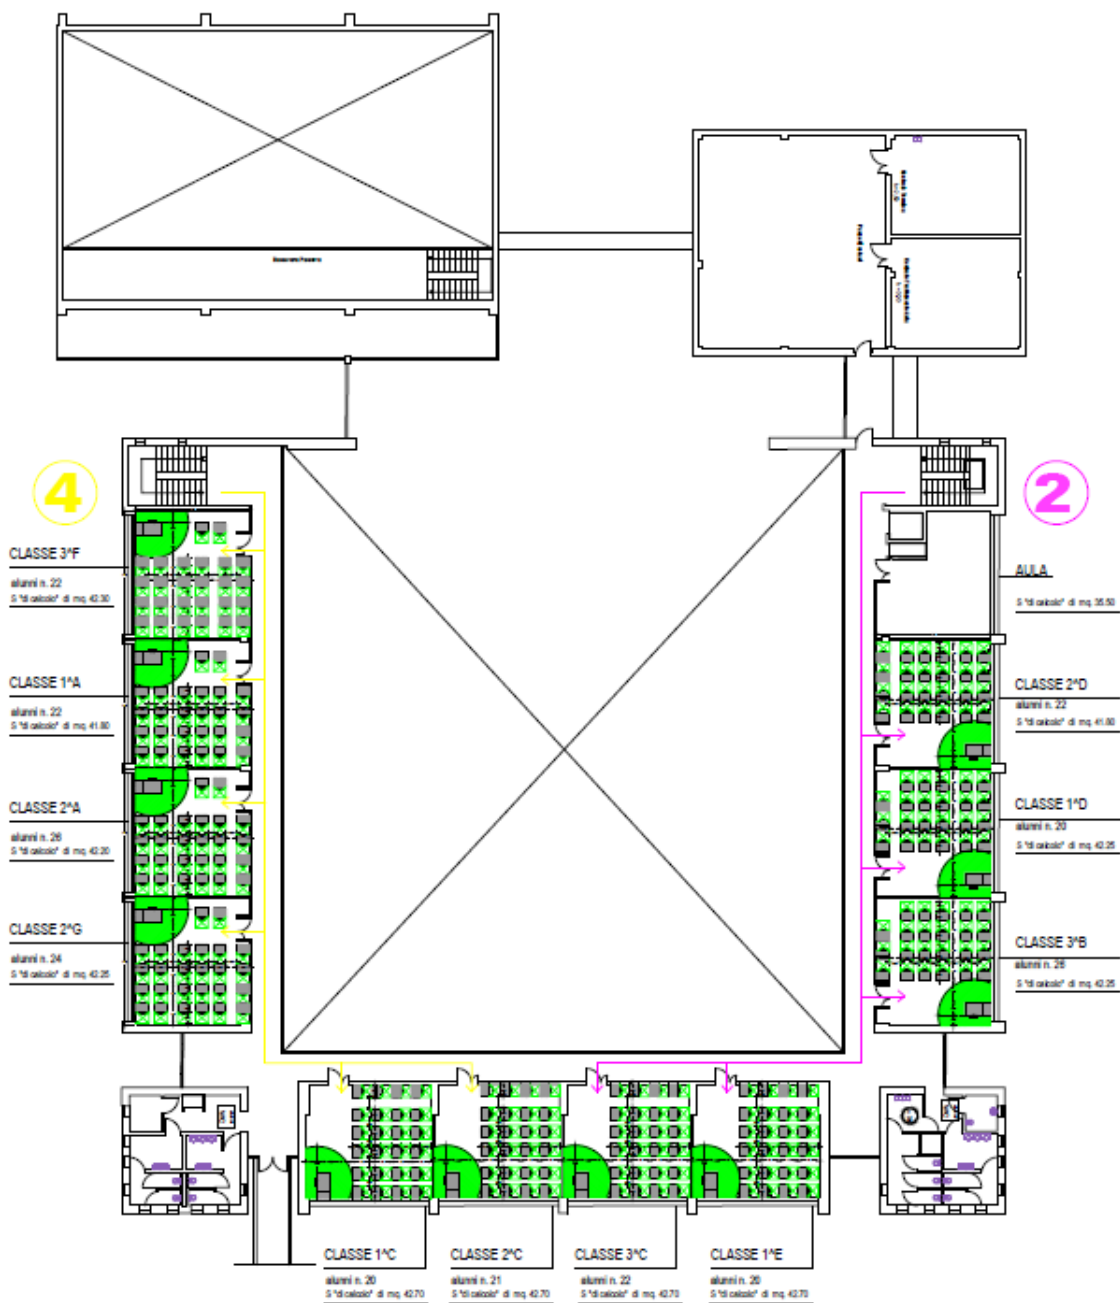 4
2
CLASSE 3^F
alunni n. 22
S "di calcolo" di mq. 42.30
CLASSE 1^A
alunni n. 22
S "di calcolo" di mq. 41.80
CLASSE 2^A
alunni n. 26
S "di calcolo" di mq. 42.20
CLASSE 2^G
alunni n. 24
S "di calcolo" di mq. 42.25
AULA
S "di calcolo" di mq. 35.50
CLASSE 2^D
alunni n. 22
S "di calcolo" di mq. 41.80
CLASSE 1^D
alunni n. 20
S "di calcolo" di mq. 42.25
CLASSE 3^B
alunni n. 26
S "di calcolo" di mq. 42.25
CLASSE 1^C
alunni n. 20
S "di calcolo" di mq. 42.70
CLASSE 2^C
alunni n. 21
S "di calcolo" di mq. 42.70
CLASSE 3^C
alunni n. 22
S "di calcolo" di mq. 42.70
CLASSE 1^E
alunni n. 20
S "di calcolo" di mq. 42.70